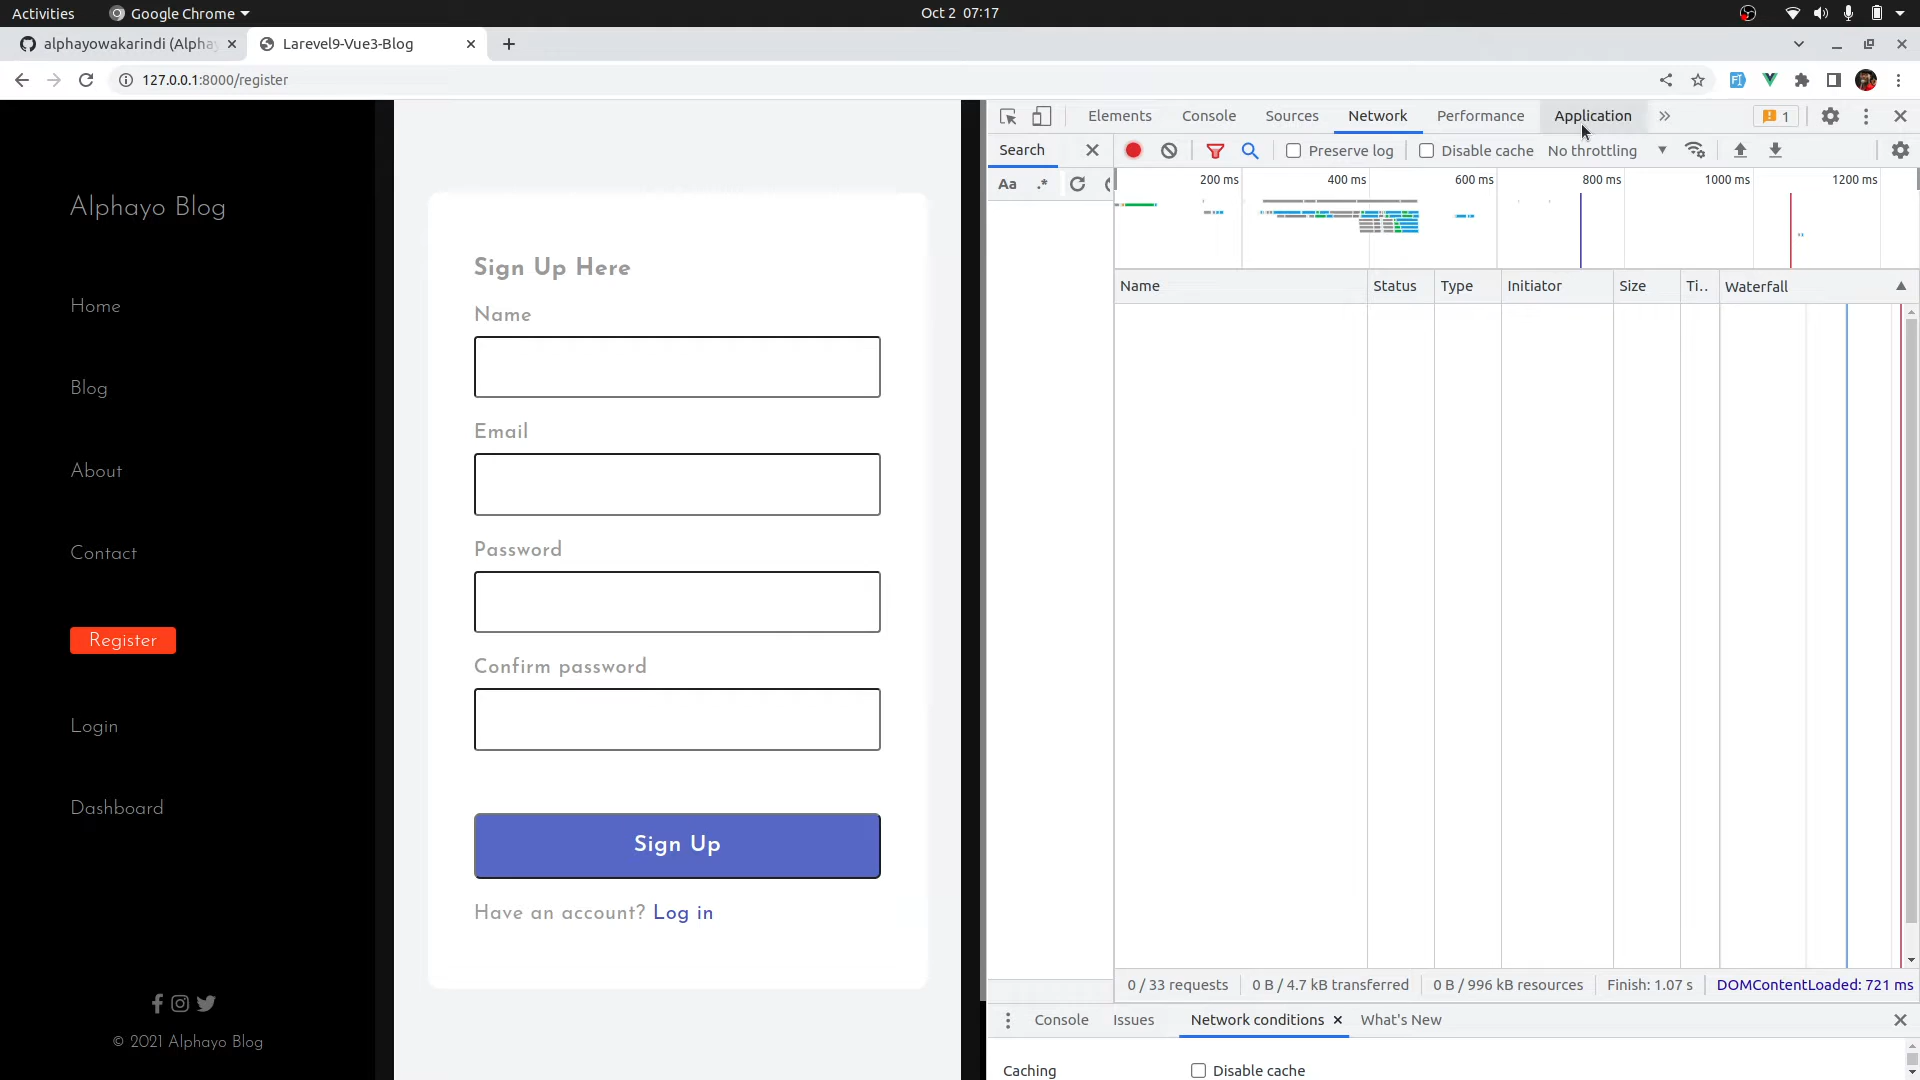 Activities
Google Chrome
Oct 2 07:17
alphayowakarindi (Alpha
Larevel9-Vue3-Blog
127.0.0.1:8000/register
Alphayo Blog
Home
Blog
About
Contact
Register
Login
Dashboard
© 2021 Alphayo Blog
Sign Up Here
Name
Email
Password
Confirm password
Sign Up
Have an account? Log in
Elements
Console
Sources
Network
Performance
Application
1
Search
Aa
.*
Preserve log
Disable cache
No throttling
200 ms
400 ms
600 ms
800 ms
1000 ms
1200 ms
Name
Status
Type
Initiator
Size
Ti..
Waterfall
0 / 33 requests
0 B / 4.7 kB transferred
0 B / 996 kB resources
Finish: 1.07 s
DOMContentLoaded: 721 ms
Console
Issues
Network conditions
What's New
Caching
Disable cache